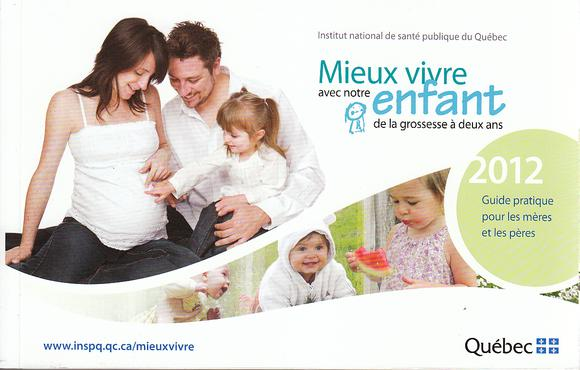 Institut national de santé publique du Québec
Mieux vivre
avec notre enfant
de la grossesse à deux ans
2012
Guide pratique
pour les mères
et les pères
www.inspq.qc.ca/mieuxvivre
Québec